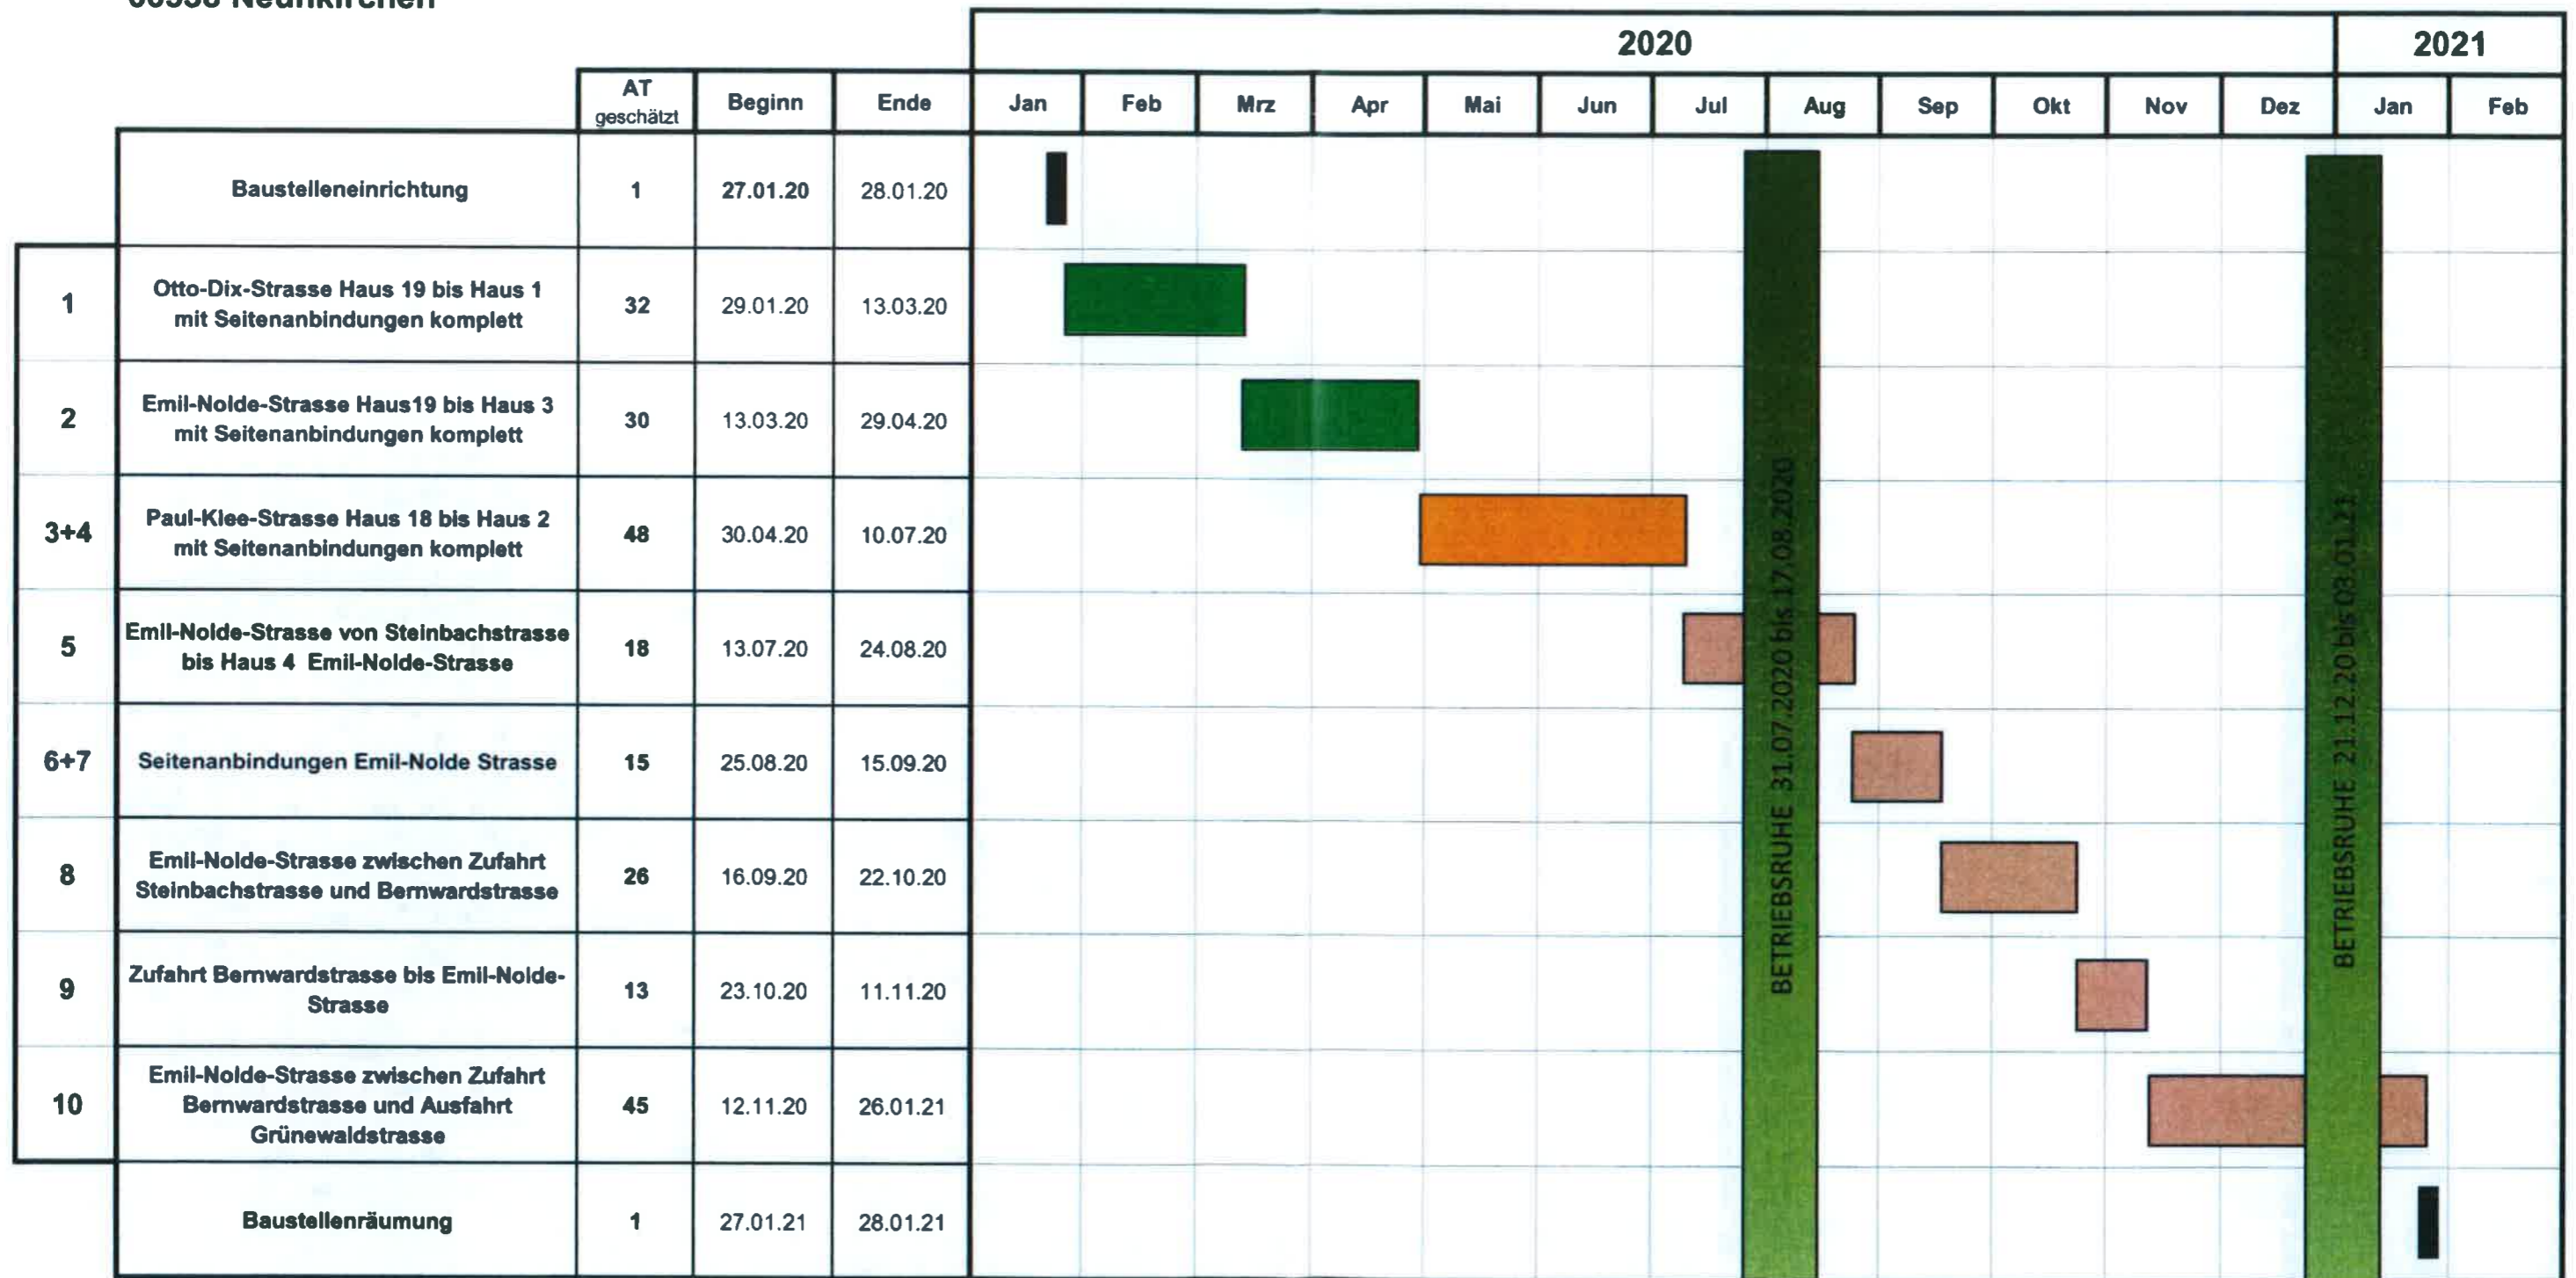 66538 Neunkirchen
2020 2021
AT
geschätzt Beginn Ende Jan Feb Mrz Apr Mai Jun Jul Aug Sep Okt Nov Dez Jan Feb
Baustelleneinrichtung 1 27.01.20 28.01.20
1 Otto-Dix-Strasse Haus 19 bis Haus 1
mit Seitenanbindungen komplett 32 29.01.20 13.03.20
2 Emil-Nolde-Strasse Haus19 bis Haus 3
mit Seitenanbindungen komplett 30 13.03.20 29.04.20
3+4 Paul-Klee-Strasse Haus 18 bis Haus 2
mit Seitenanbindungen komplett 48 30.04.20 10.07.20
5 Emil-Nolde-Strasse von Steinbachstrasse
bis Haus 4 Emil-Nolde-Strasse 18 13.07.20 24.08.20
6+7 Seitenanbindungen Emil-Nolde Strasse 15 25.08.20 15.09.20
8 Emil-Nolde-Strasse zwischen Zufahrt
Steinbachstrasse und Bernwardstrasse 26 16.09.20 22.10.20
9 Zufahrt Bernwardstrasse bis Emil-Nolde-
Strasse 13 23.10.20 11.11.20
10 Emil-Nolde-Strasse zwischen Zufahrt
Bernwardstrasse und Ausfahrt
Grünewaldstrasse 45 12.11.20 26.01.21
Baustellenräumung 1 27.01.21 28.01.21
BETRIEBSRUHE 31.07.2020 bis 17.08.2020
BETRIEBSRUHE 21.12.20 bis 03.01.21